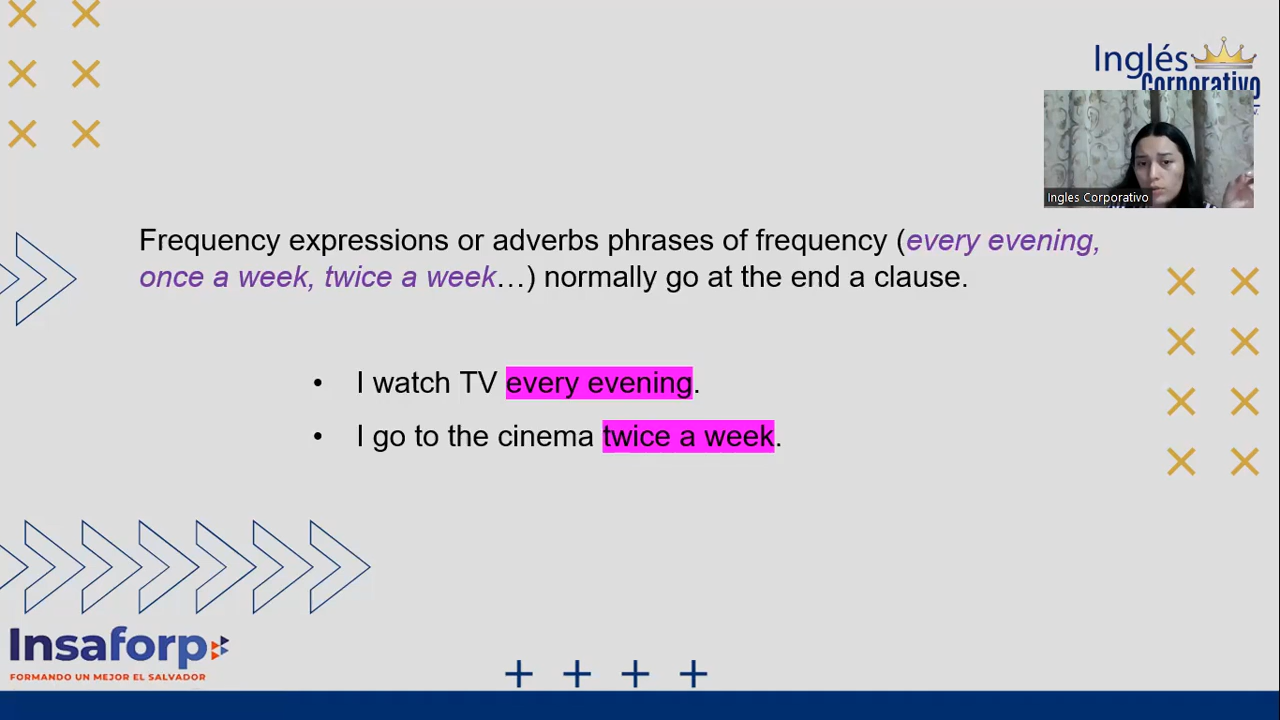 Inglés
Corporativo
Ingles Corporativo
Frequency expressions or adverbs phrases of frequency (every evening,
once a week, twice a week…) normally go at the end a clause.
• I watch TV every evening.
• I go to the cinema twice a week.
Insaforp
FORMANDO UN MEJOR EL SALVADOR